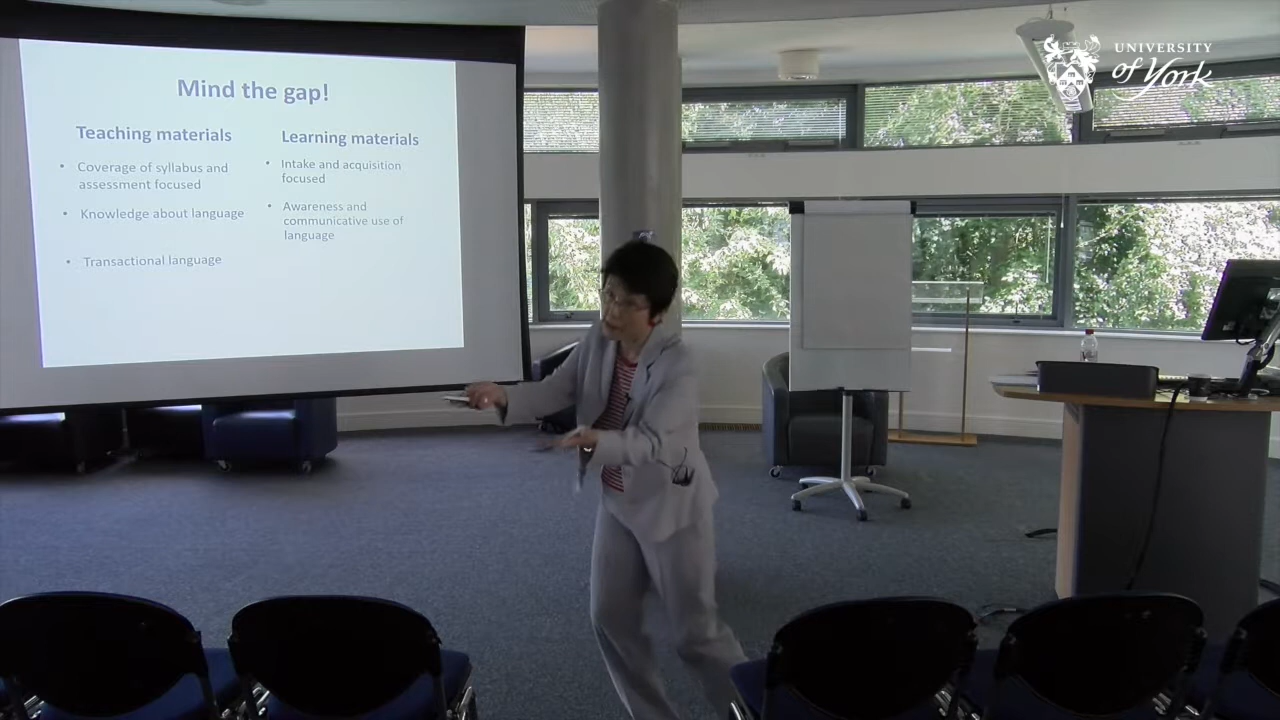 Mind the gap!
Teaching materials
• Coverage of syllabus and
assessment focused
• Knowledge about language
• Transactional language
Learning materials
• Intake and acquisition
focused
• Awareness and
communicative use of
language
UNIVERSITY
of York